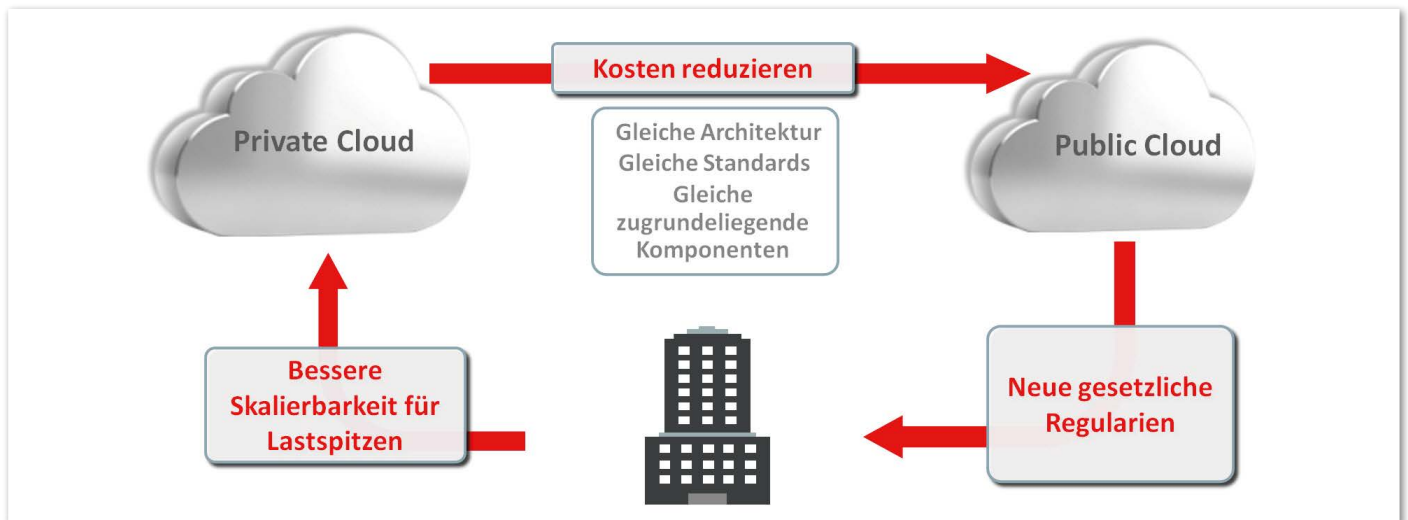 Kosten reduzieren
Private Cloud
Public Cloud
Gleiche Architektur
Gleiche Standards
Gleiche
zugrundeliegende
Komponenten
Bessere
Skalierbarkeit für
Lastspitzen
Neue gesetzliche
Regularien